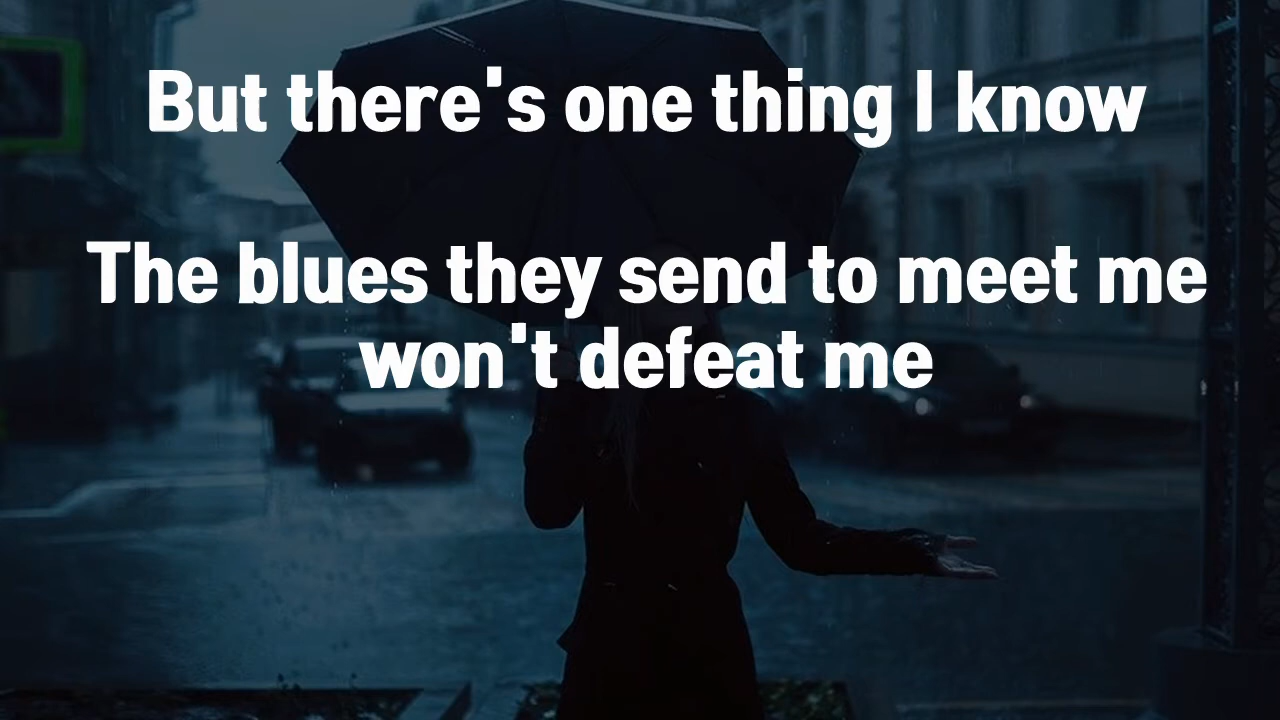 But there's one thing I know
The blues they send to meet me
won't defeat me